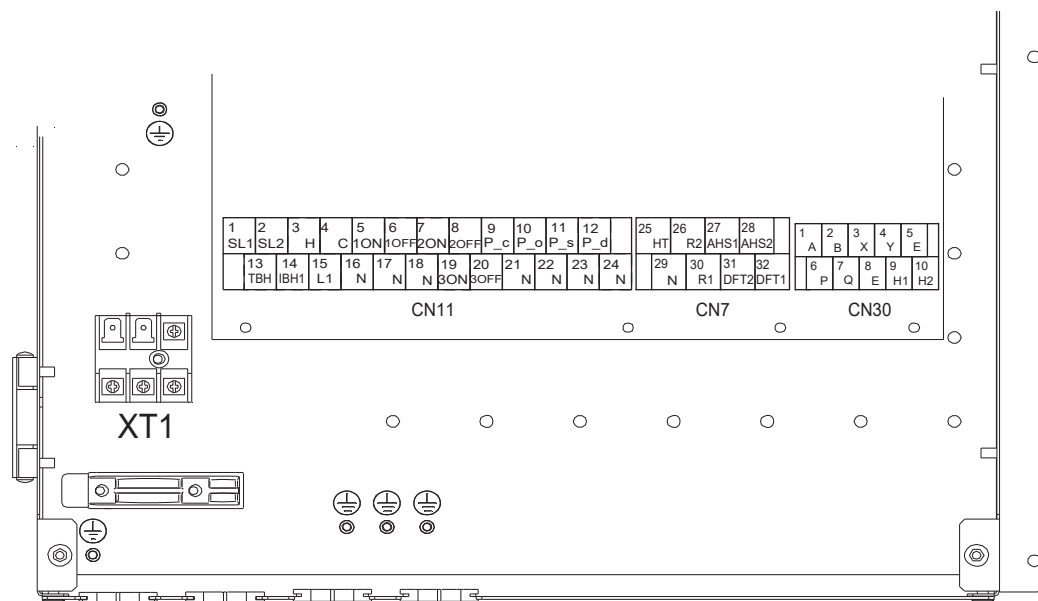 1 2 3 4 5 6 7 8 9 10 11 12
SL1 SL2 H C 1ON 1OFF 2ON 2OFF P_c P_o P_s P_d
13 14 15 16 17 18 19 20 21 22 23 24
TBH IBH1 L1 N N N 3ON 3OFF N N N N
CN11
25 26 27 28
HT R2 AHS1 AHS2
29 30 31 32
N R1 DFT2 DFT1
CN7
1 2 3 4 5
A B X Y E
6 7 8 9 10
P Q E H1 H2
CN30
XT1